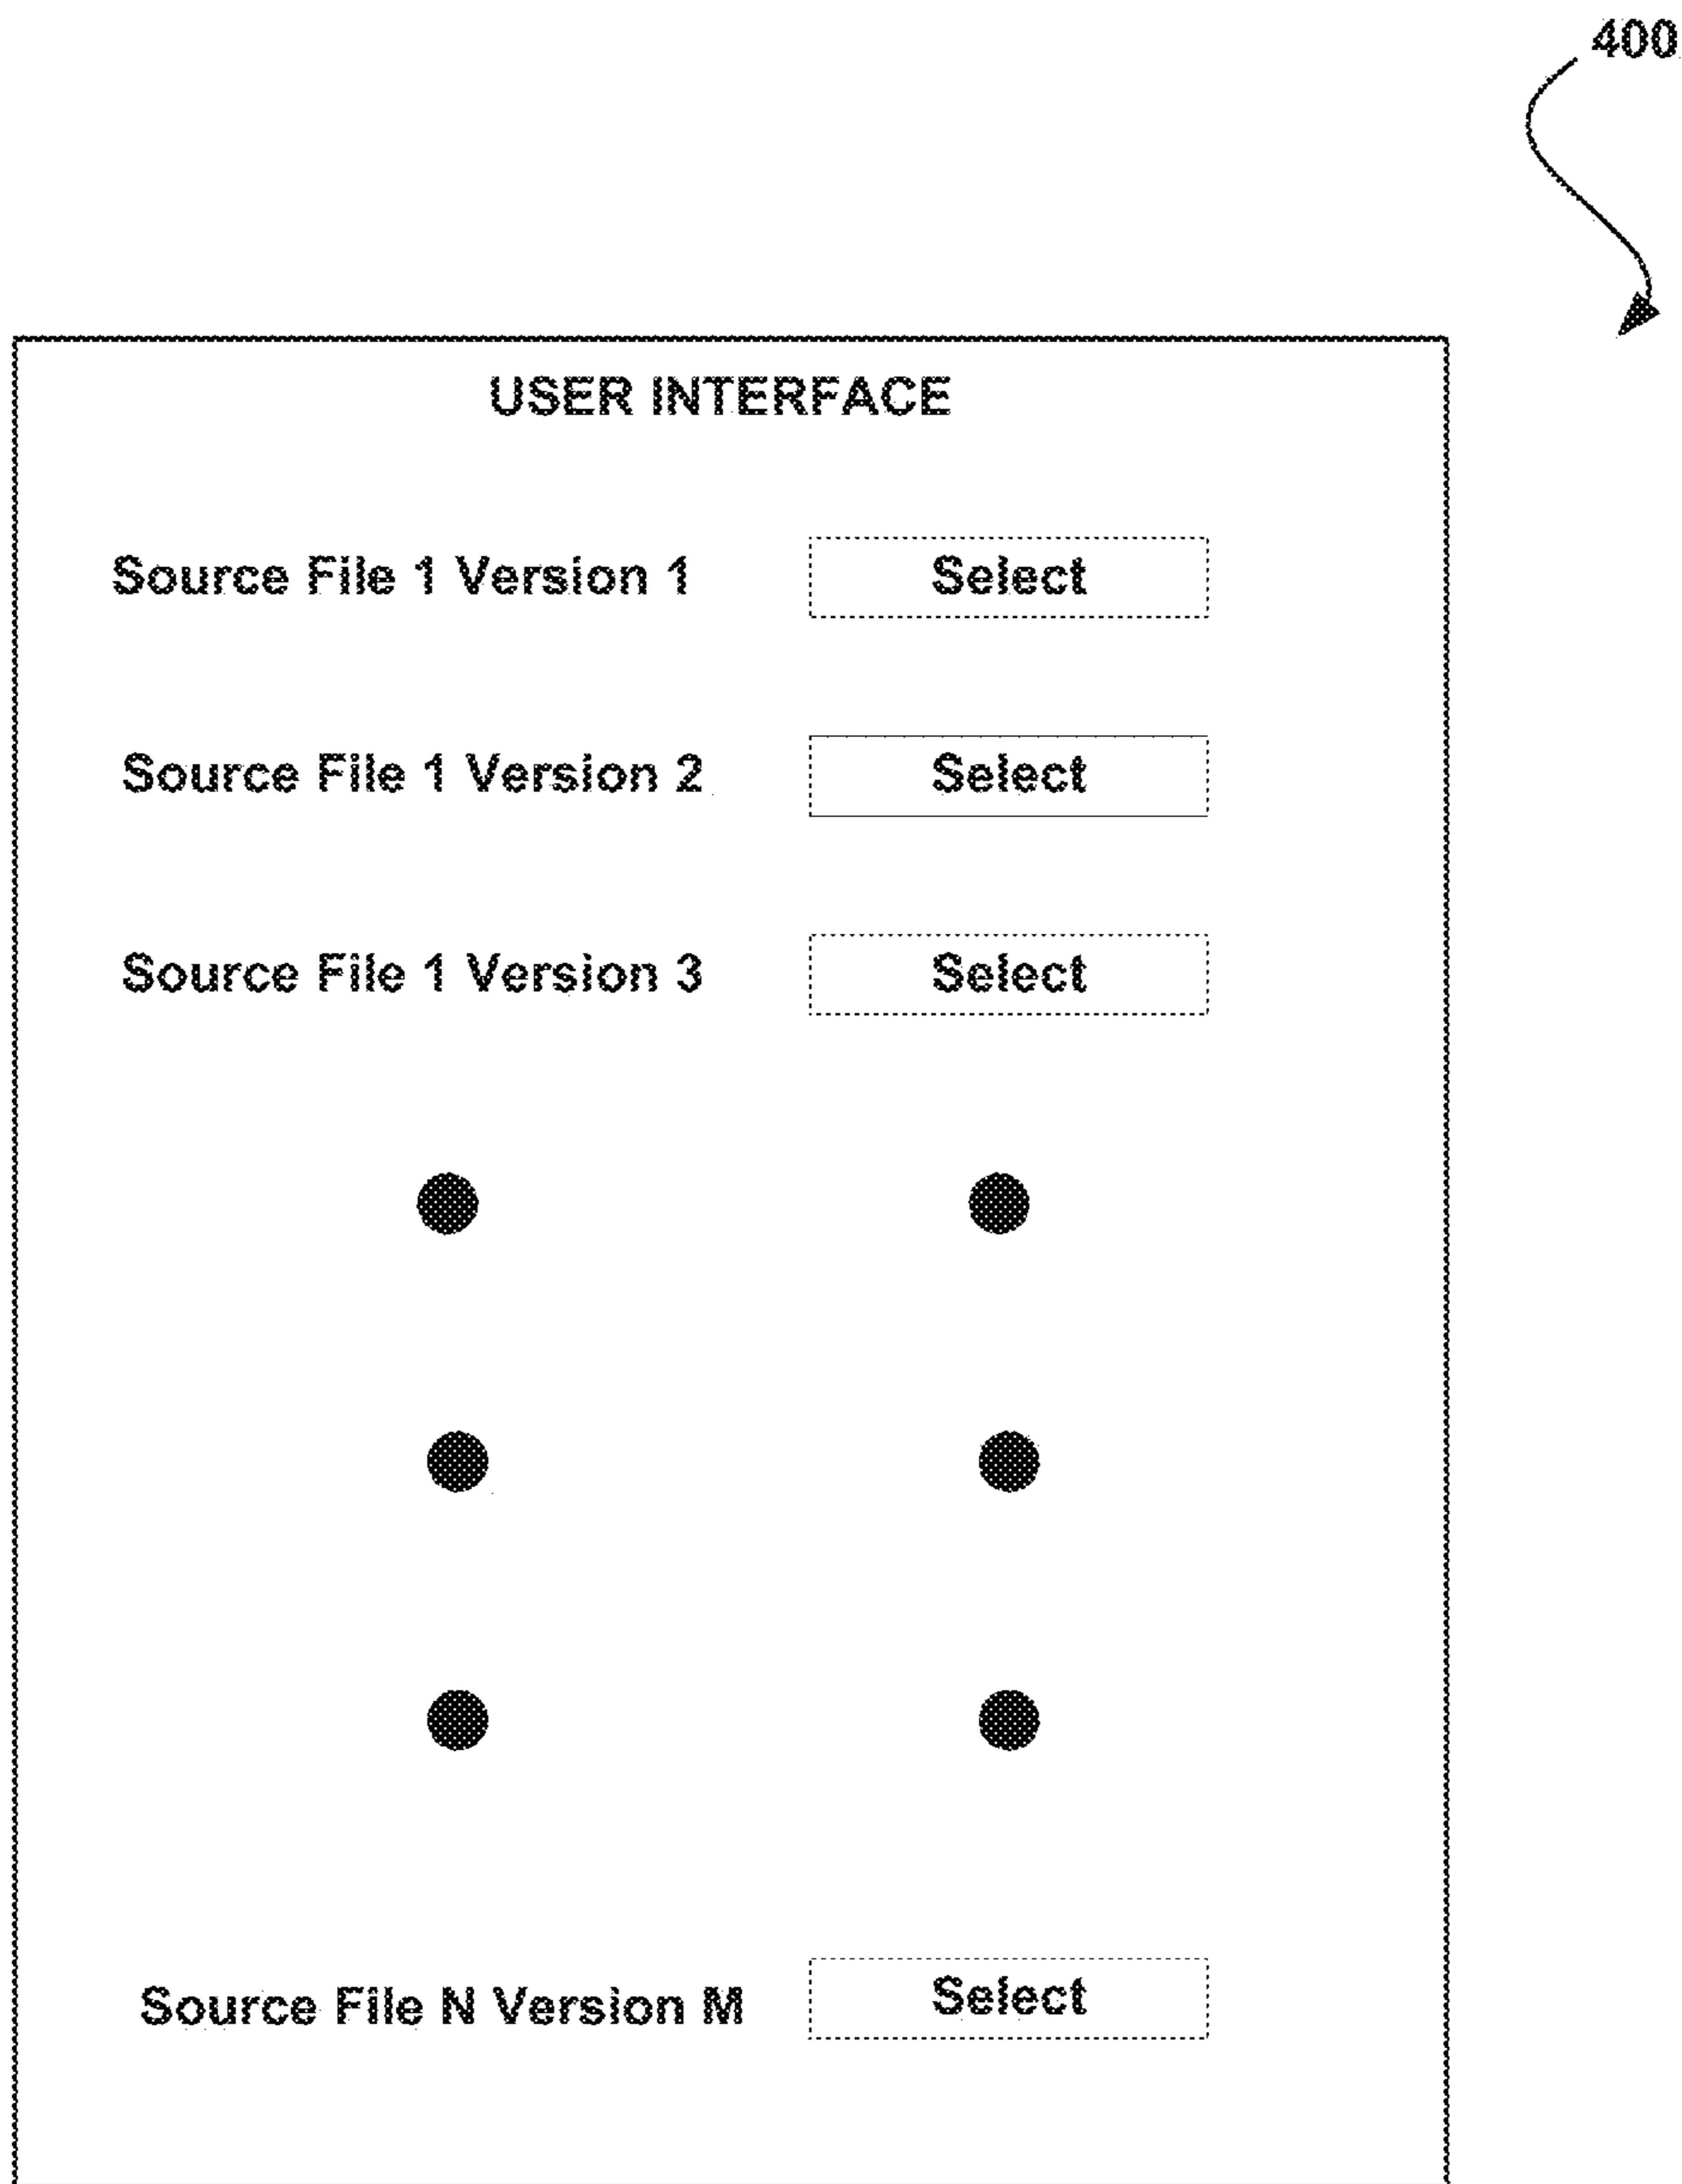 400
USER INTERFACE
Source File 1 Version 1 Select
Source File 1 Version 2 Select
Source File 1 Version 3 Select
Source File N Version M Select